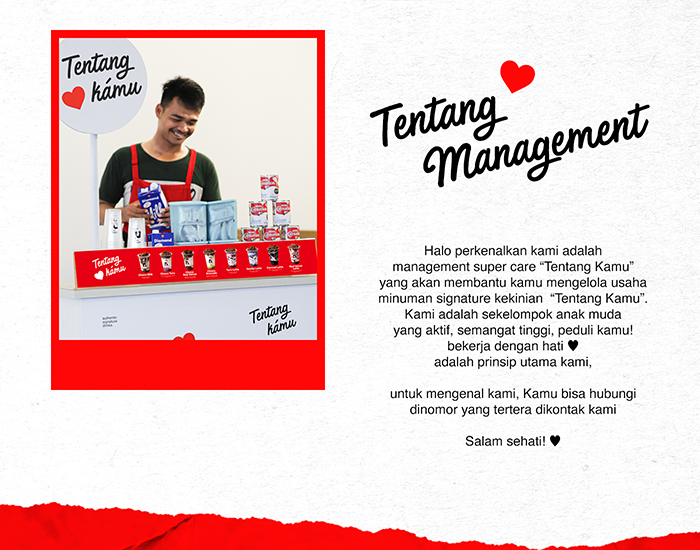 Tentang
kámu
Tentang
kámu
authentic
signature
drinks.
Tentang
kámu
Tentang
Management
Halo perkenalkan kami adalah
management super care “Tentang Kamu”
yang akan membantu kamu mengelola usaha
minuman signature kekinian “Tentang Kamu”.
Kami adalah sekelompok anak muda
yang aktif, semangat tinggi, peduli kamu!
bekerja dengan hati ♥
adalah prinsip utama kami,
untuk mengenal kami, Kamu bisa hubungi
dinomor yang tertera dikontak kami
Salam sehati! ♥